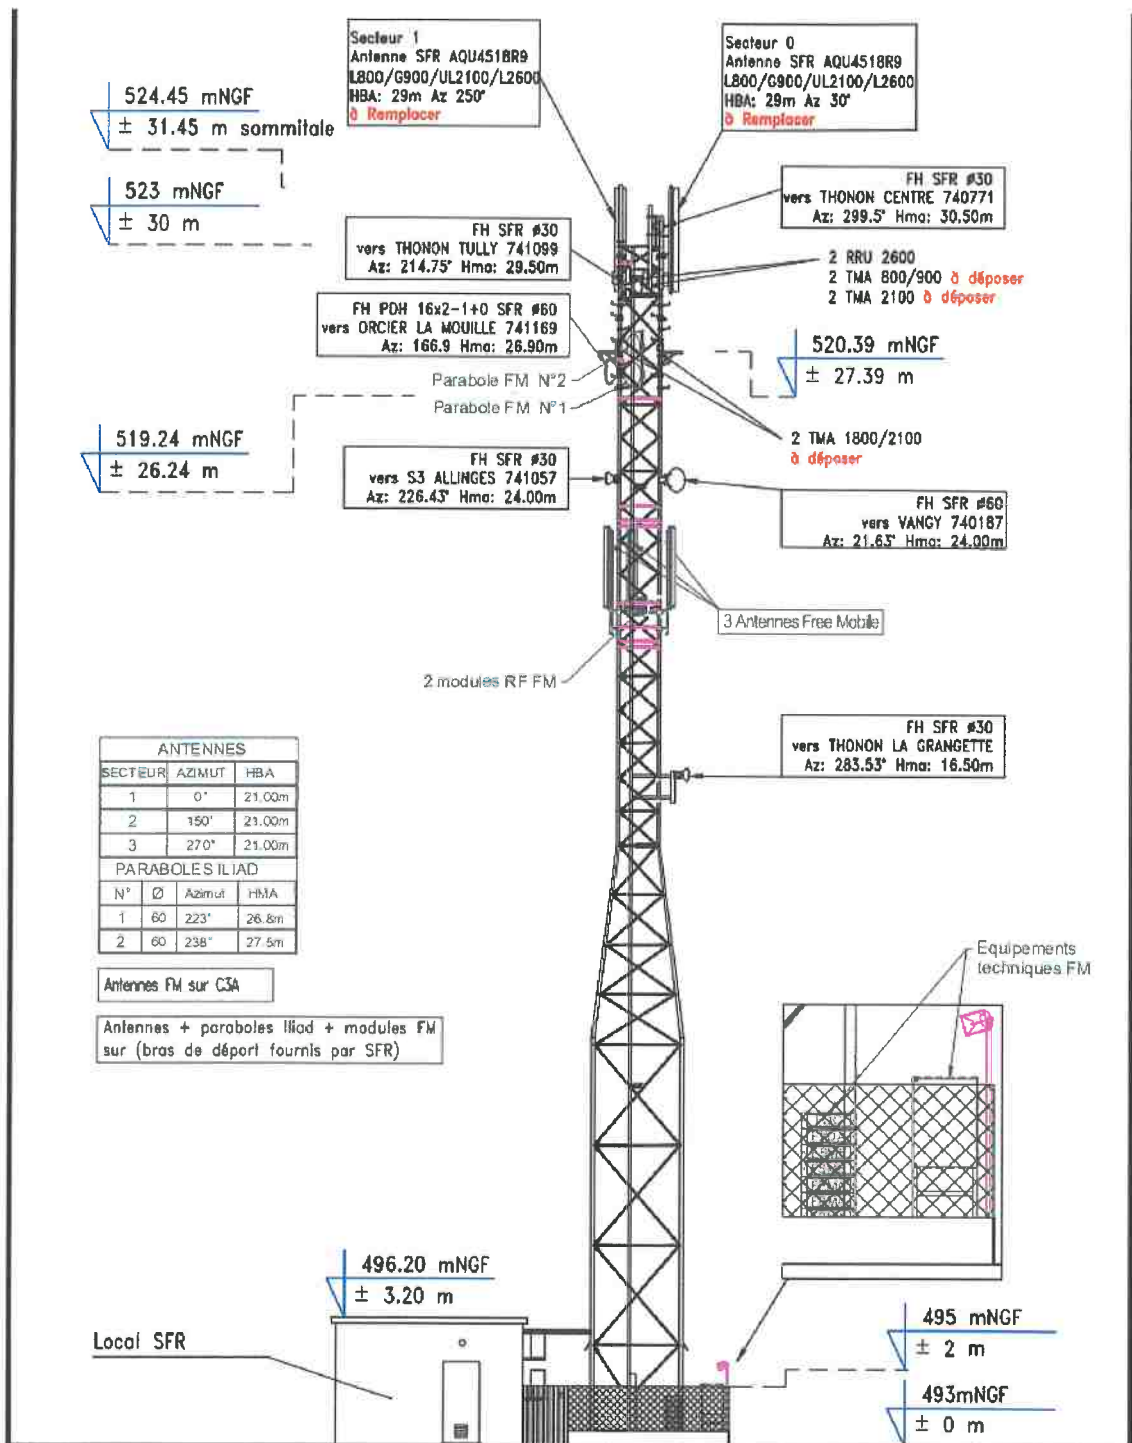 Secteur 1
Antenne SFR AQU4518R9
L800/G900/UL2100/L2600
HBA: 29m Az 250°
à Remplacer
Secteur 0
Antenne SFR AQU4518R9
L800/G900/UL2100/L2600
HBA: 29m Az 30°
à Remplacer
524.45 mNGF
± 31.45 m sommitale
523 mNGF
± 30 m
FH SFR ø30
vers THONON CENTRE 740771
Az: 299.5° Hma: 30.50m
FH SFR ø30
vers THONON TULLY 741099
Az: 214.75° Hma: 29.50m
2 RRU 2600
2 TMA 800/900 à déposer
2 TMA 2100 à déposer
FH PDH 16x2-1+0 SFR ø60
vers ORCIER LA MOUILLE 741169
Az: 166.9 Hma: 26.90m
520.39 mNGF
± 27.39 m
Parabole FM N°2
Parabole FM N°1
519.24 mNGF
± 26.24 m
2 TMA 1800/2100
à déposer
FH SFR ø30
vers S3 ALLINGES 741057
Az: 226.43° Hma: 24.00m
FH SFR ø60
vers VANGY 740187
Az: 21.63° Hma: 24.00m
3 Antennes Free Mobile
2 modules RF FM
FH SFR ø30
vers THONON LA GRANGETTE
Az: 283.53° Hma: 16.50m
ANTENNES
SECTEUR AZIMUT HBA
1 0° 21.00m
2 150° 21.00m
3 270° 21.00m
PARABOLES ILIAD
N° Ø Azimut HMA
1 60 223° 26.8m
2 60 238° 27.5m
Antennes FM sur C3A
Antennes + paraboles Iliad + modules FM
sur (bras de déport fournis par SFR)
Equipements
techniques FM
496.20 mNGF
± 3.20 m
Local SFR
495 mNGF
± 2 m
493mNGF
± 0 m